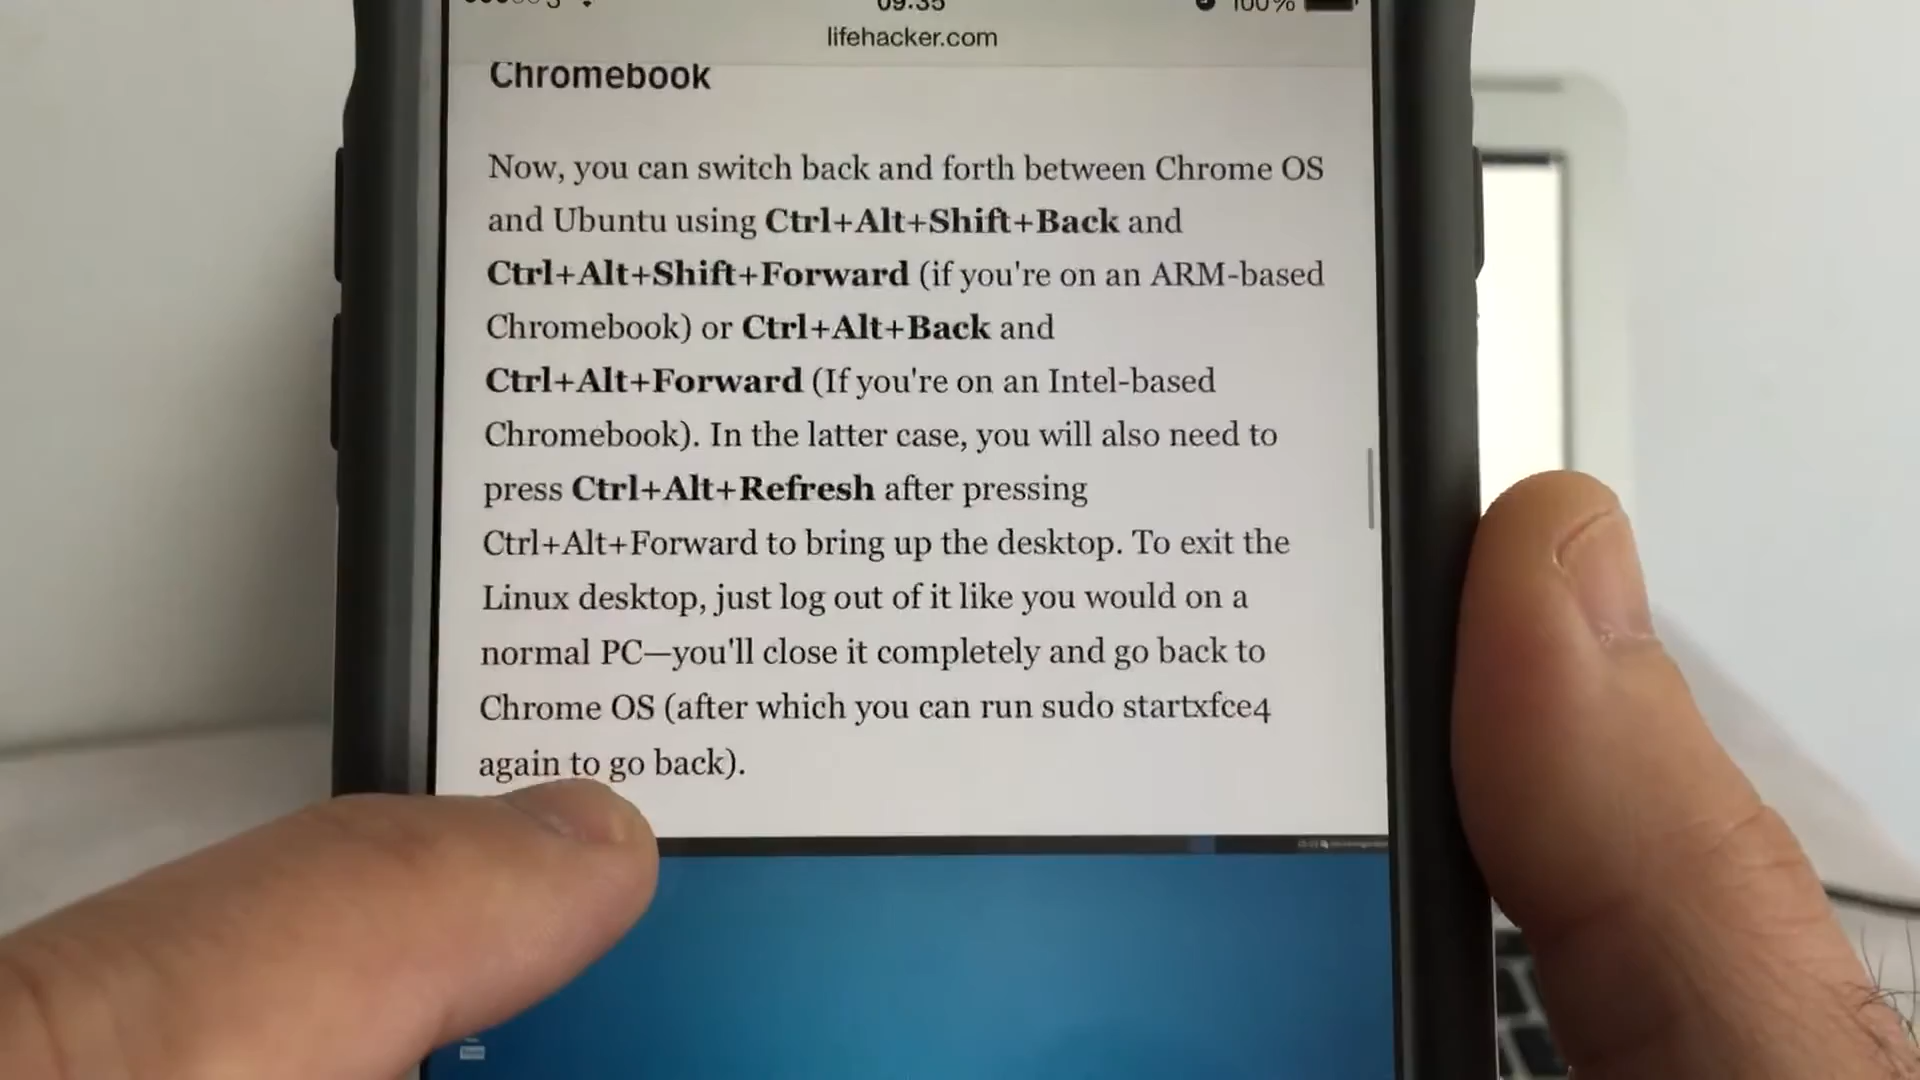 09:35
100%
lifehacker.com
Chromebook
Now, you can switch back and forth between Chrome OS
and Ubuntu using Ctrl+Alt+Shift+Back and
Ctrl+Alt+Shift+Forward (if you're on an ARM-based
Chromebook) or Ctrl+Alt+Back and
Ctrl+Alt+Forward (If you're on an Intel-based
Chromebook). In the latter case, you will also need to
press Ctrl+Alt+Refresh after pressing
Ctrl+Alt+Forward to bring up the desktop. To exit the
Linux desktop, just log out of it like you would on a
normal PC—you'll close it completely and go back to
Chrome OS (after which you can run sudo startxfce4
again to go back).